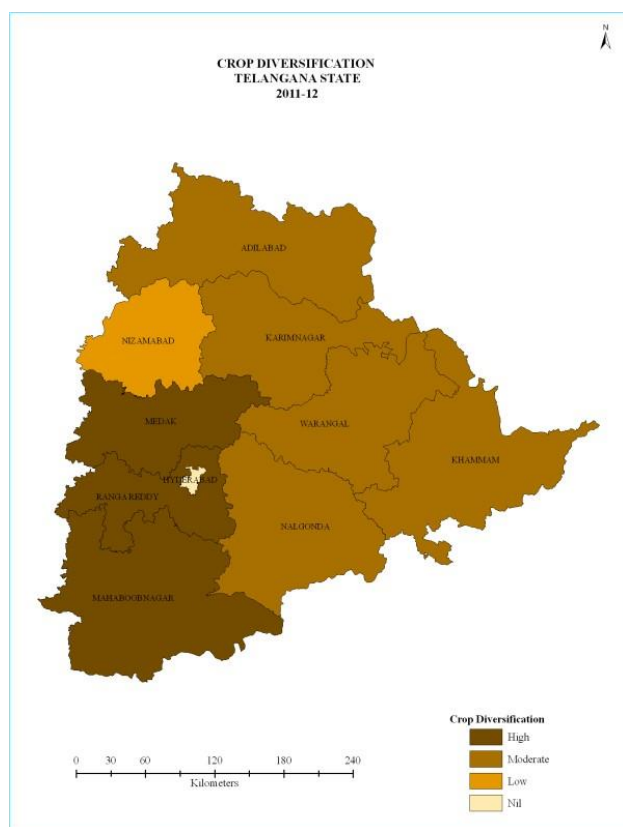 N
CROP DIVERSIFICATION
TELANGANA STATE
2011-12
ADILABAD
NIZAMABAD
KARIMNAGAR
MEDAK
WARANGAL
KHAMMAM
HYDERABAD
RANGA REDDY
NALGONDA
MAHABOOBNAGAR
Crop Diversification
High
Moderate
Low
Nil
0 30 60 120 180 240
Kilometers